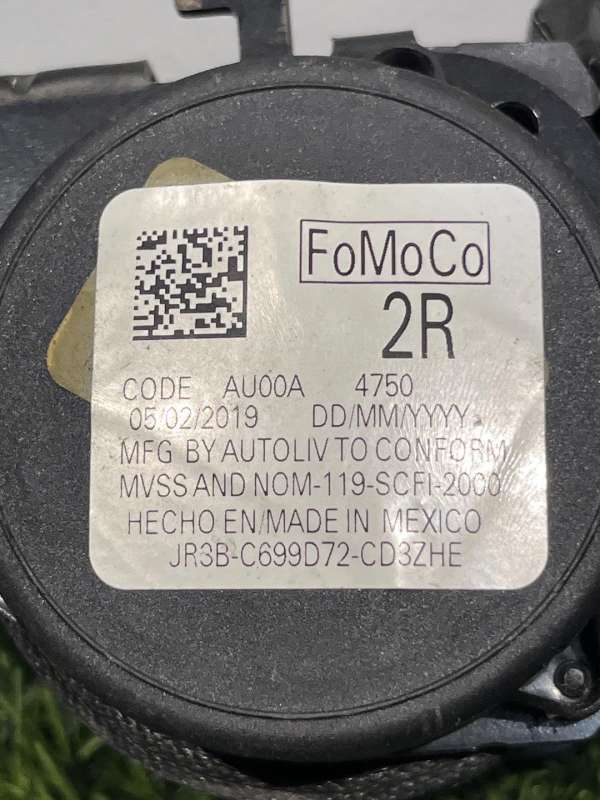 FoMoCo
2R
CODE AU00A 4750
05/02/2019 DD/MM/YYYY
MFG BY AUTOLIV TO CONFORM
MVSS AND NOM-119-SCFI-2000
HECHO EN/MADE IN MEXICO
JR3B-C699D72-CD3ZHE